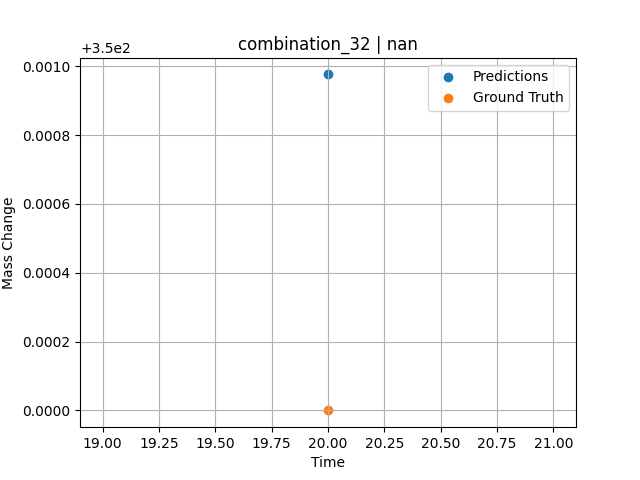 combination_32 | nan
+3.5e2
0.0010
0.0008
0.0006
0.0004
0.0002
0.0000
Mass Change
Predictions
Ground Truth
19.00 19.25 19.50 19.75 20.00 20.25 20.50 20.75 21.00
Time